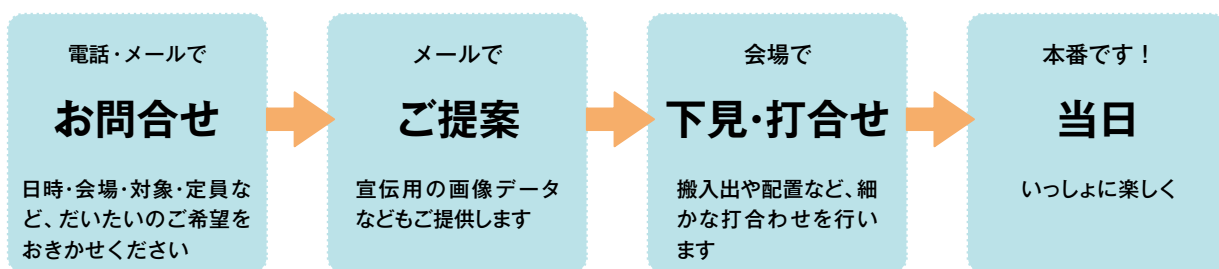 電話・メールで
お問合せ
日時・会場・対象・定員な
ど、だいたいのご希望を
おきかせください
メールで
ご提案
宣伝用の画像データ
などもご提供します
会場で
下見・打合せ
搬入出や配置など、細
かな打合わせを行い
ます
本番です！
当日
いっしょに楽しく